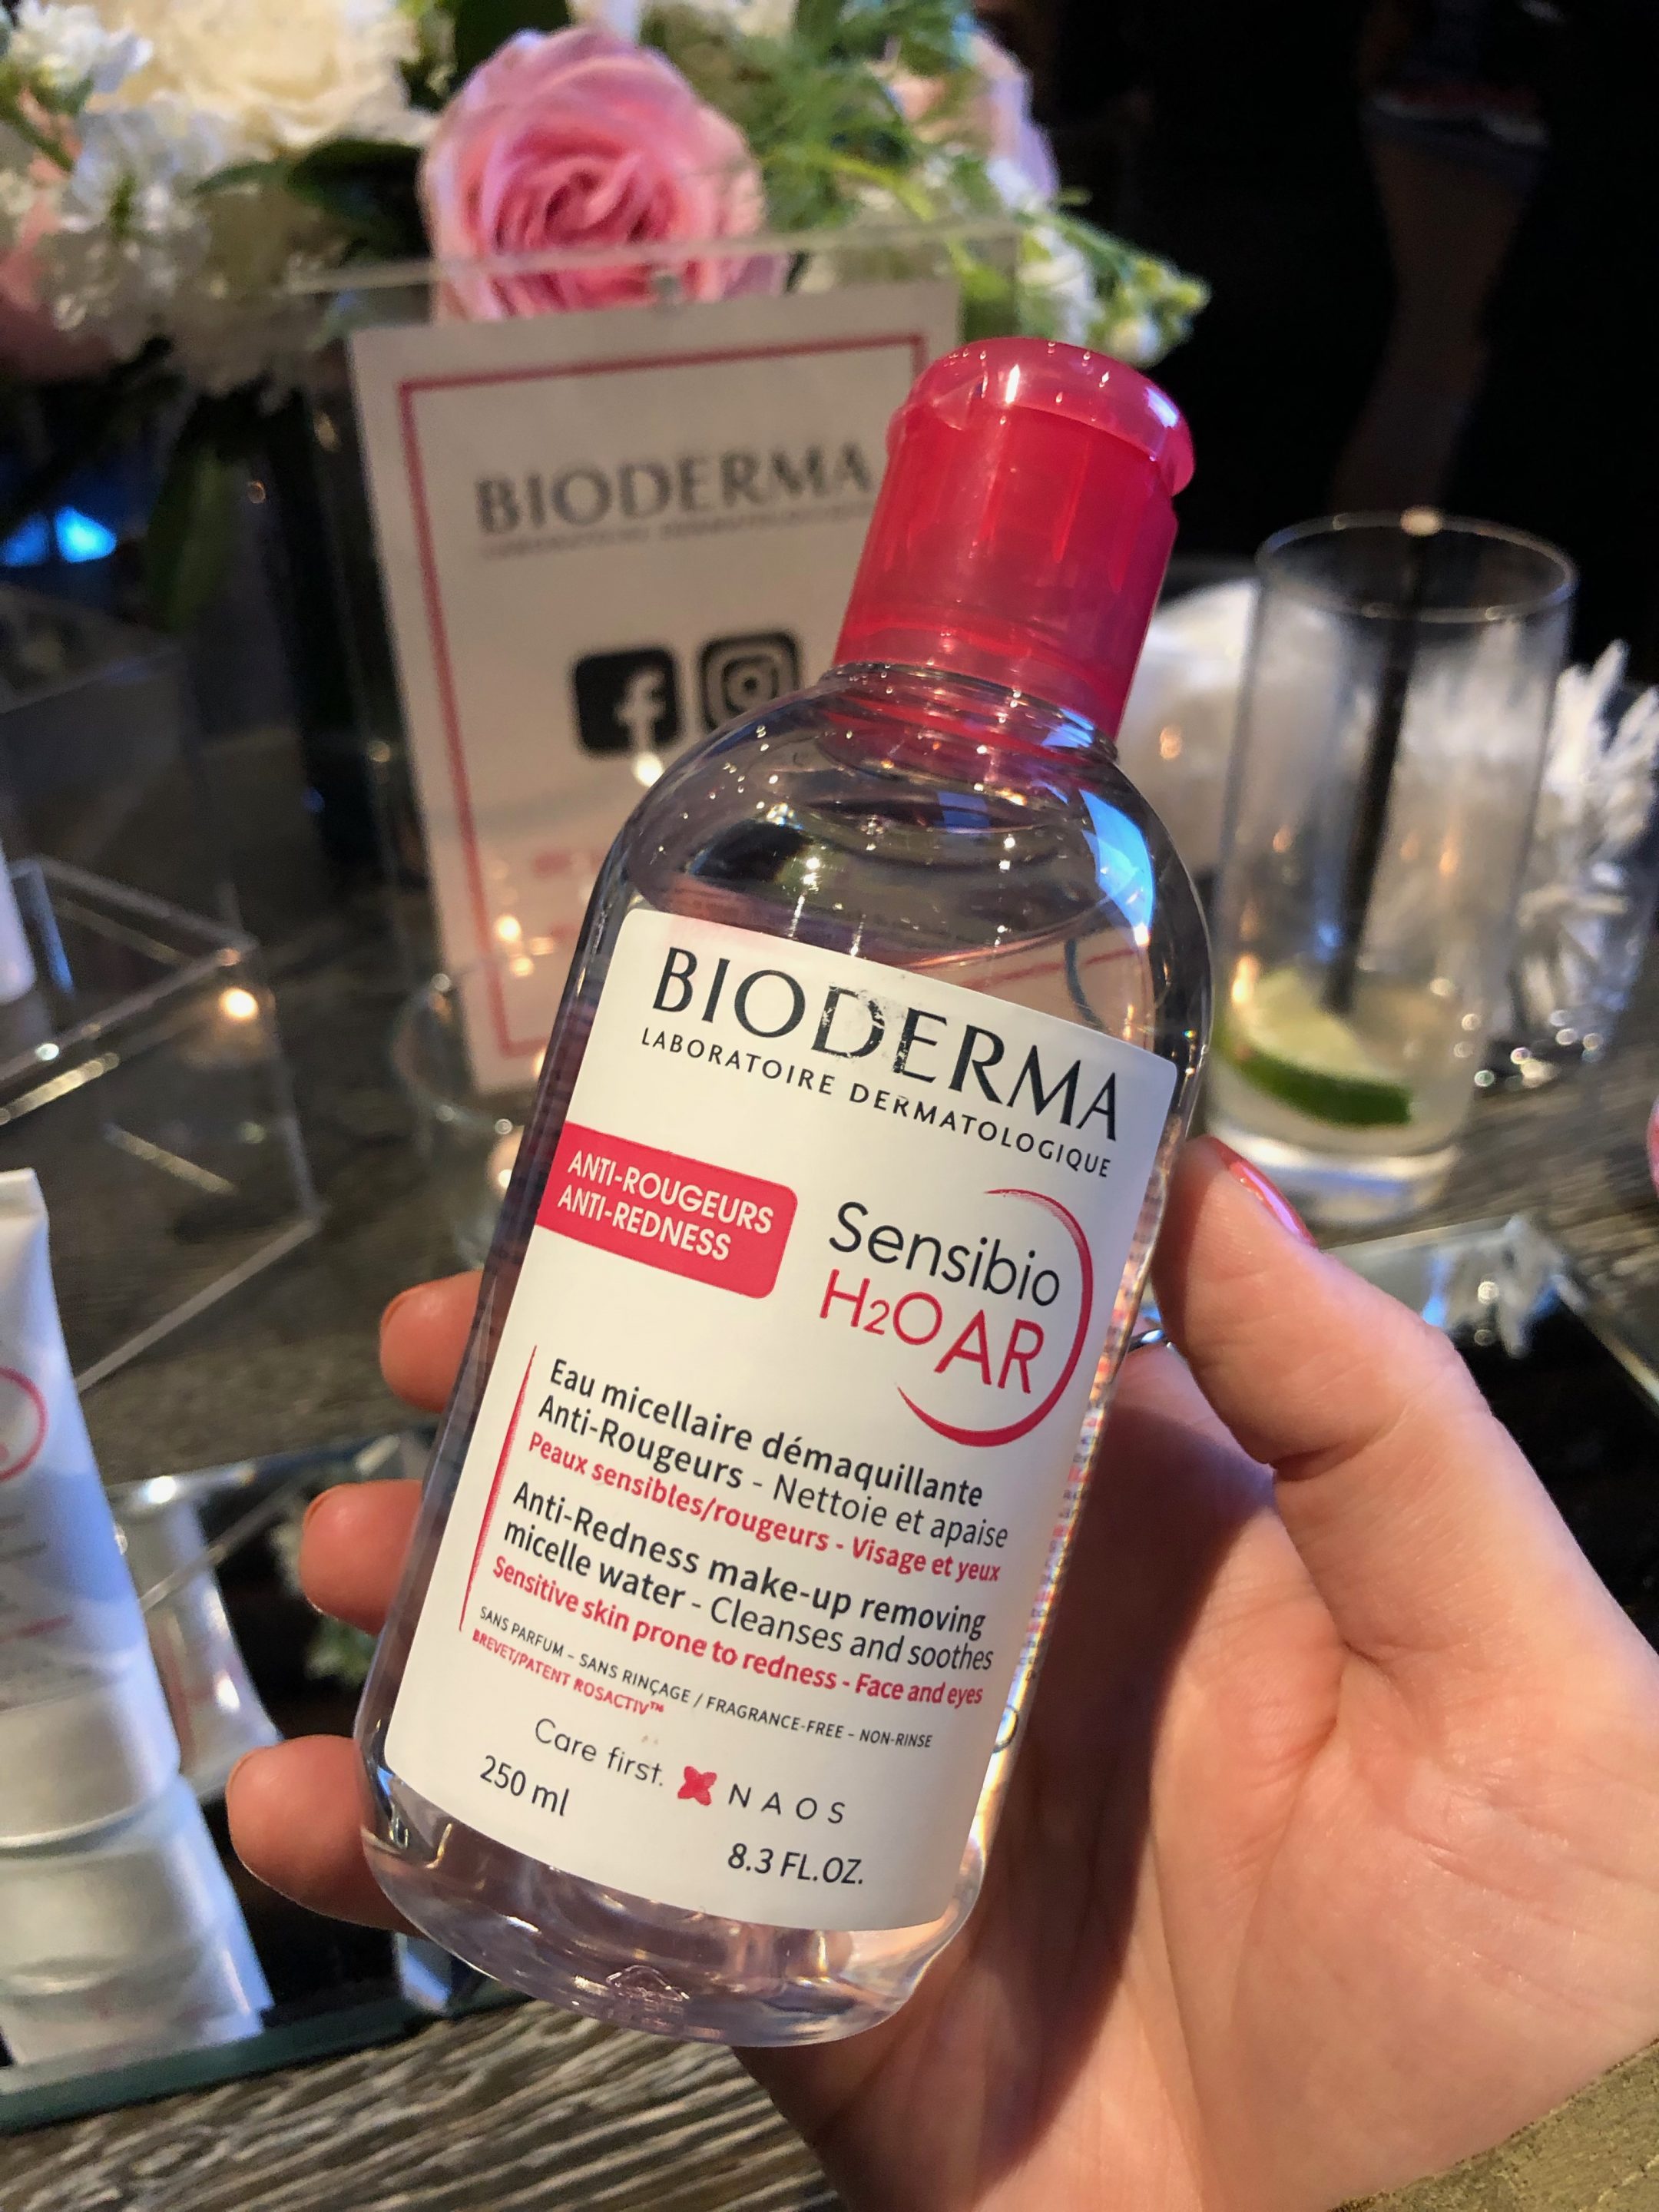 BIODERMA
BIODERMA
LABORATOIRE DERMATOLOGIQUE
ANTI-ROUGEURS
ANTI-REDNESS
Sensibio
H2O AR
Eau micellaire démaquillante
Anti-Rougeurs - Nettoie et apaise
Peaux sensibles/rougeurs - Visage et yeux
Anti-Redness make-up removing
micelle water - Cleanses and soothes
Sensitive skin prone to redness - Face and eyes
SANS PARFUM - SANS RINÇAGE / FRAGRANCE-FREE - NON-RINSE
BREVET/PATENT ROSACTIV™
Care first. NAOS
250 ml
8.3 FL.OZ.